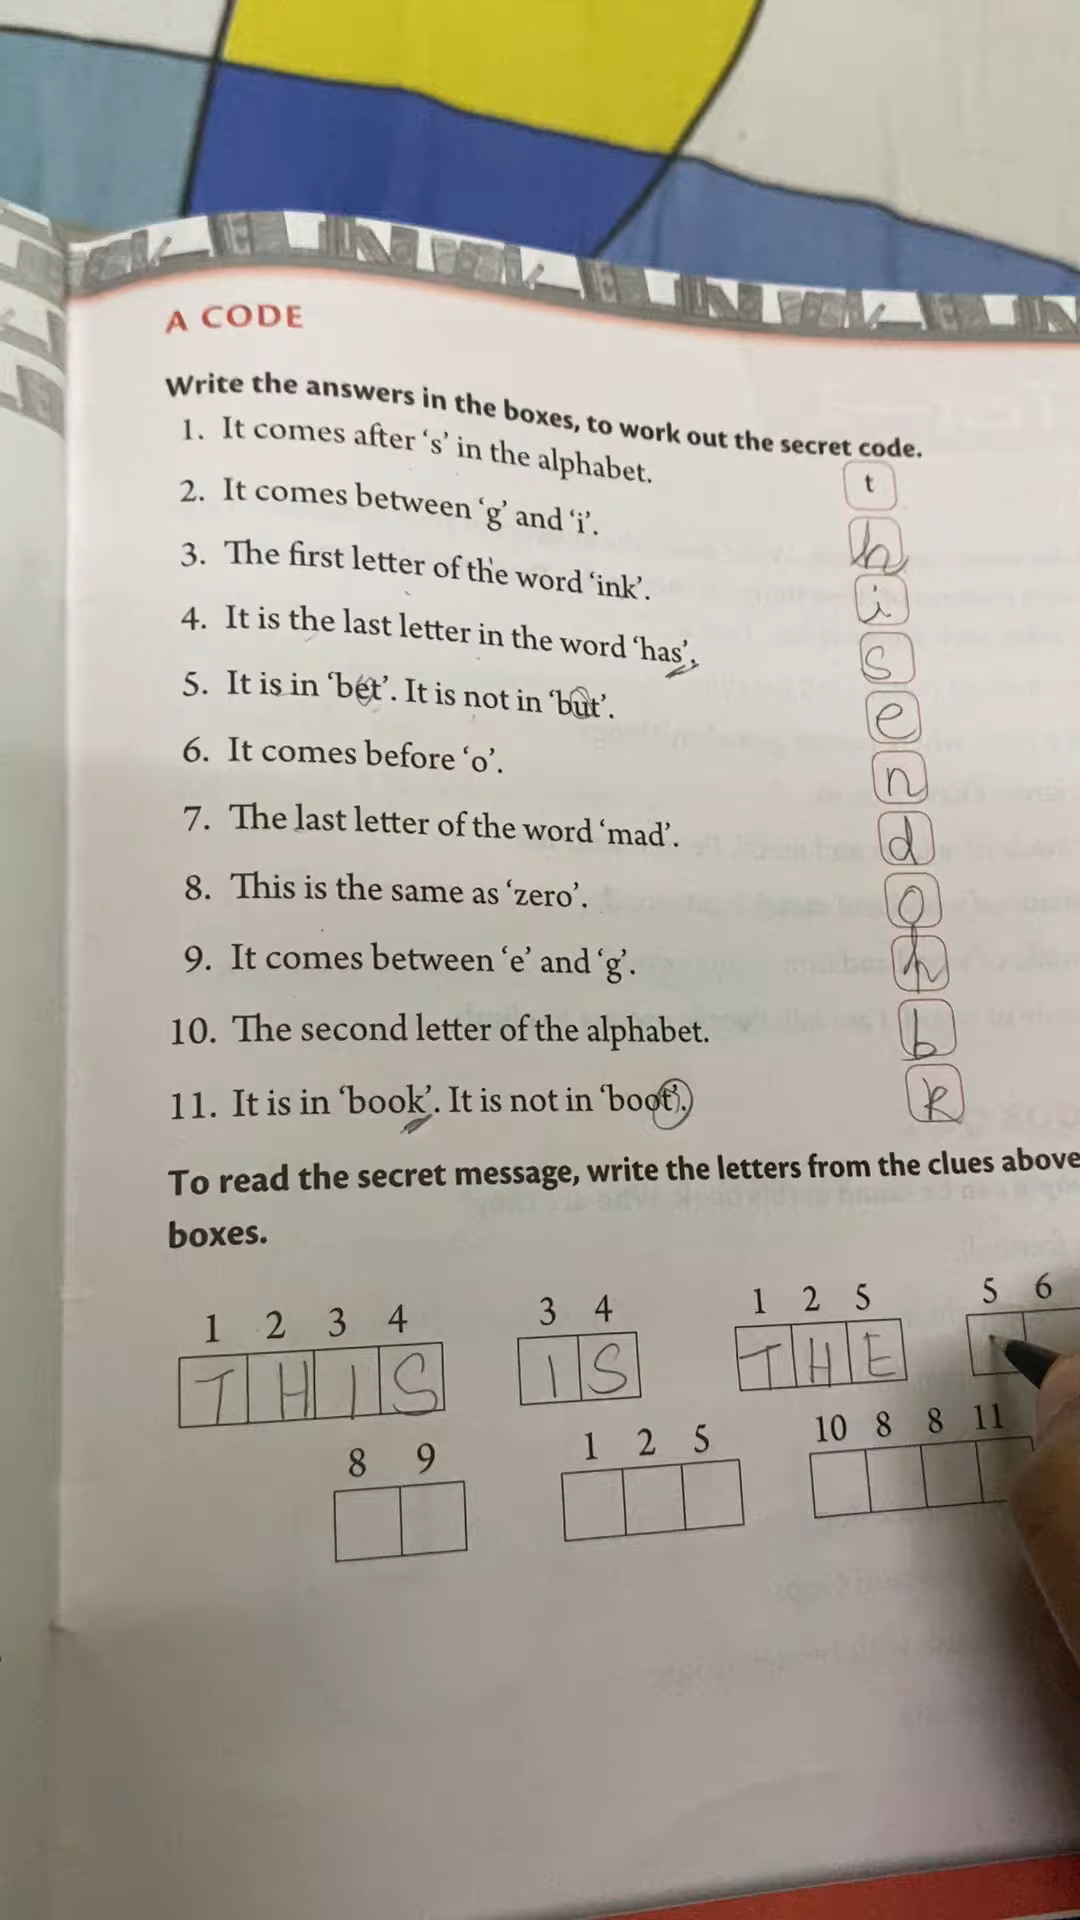 A CODE
Write the answers in the boxes, to work out the secret code.
1. It comes after ‘s’ in the alphabet. t
2. It comes between ‘g’ and ‘i’. h
3. The first letter of the word ‘ink’. i
4. It is the last letter in the word ‘has’. s
5. It is in ‘bet’. It is not in ‘but’. e
6. It comes before ‘o’. n
7. The last letter of the word ‘mad’. d
8. This is the same as ‘zero’. o
9. It comes between ‘e’ and ‘g’.
10. The second letter of the alphabet. b
11. It is in ‘book’. It is not in ‘boot’. k
To read the secret message, write the letters from the clues above
boxes.
1 2 3 4 3 4 1 2 5 5 6
T H I S I S T H E
8 9 1 2 5 10 8 8 11